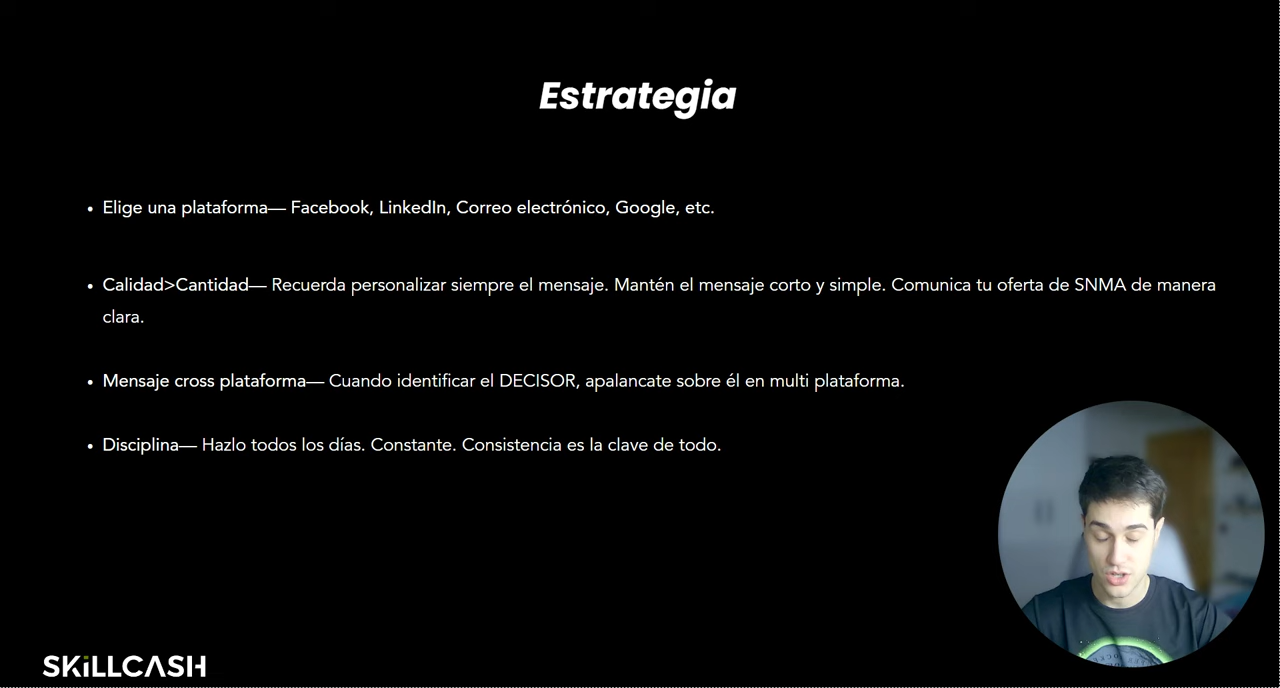 Estrategia
• Elige una plataforma— Facebook, LinkedIn, Correo electrónico, Google, etc.
• Calidad>Cantidad— Recuerda personalizar siempre el mensaje. Mantén el mensaje corto y simple. Comunica tu oferta de SNMA de manera
clara.
• Mensaje cross plataforma— Cuando identificar el DECISOR, apalancate sobre él en multi plataforma.
• Disciplina— Hazlo todos los días. Constante. Consistencia es la clave de todo.
SKiLLCASH